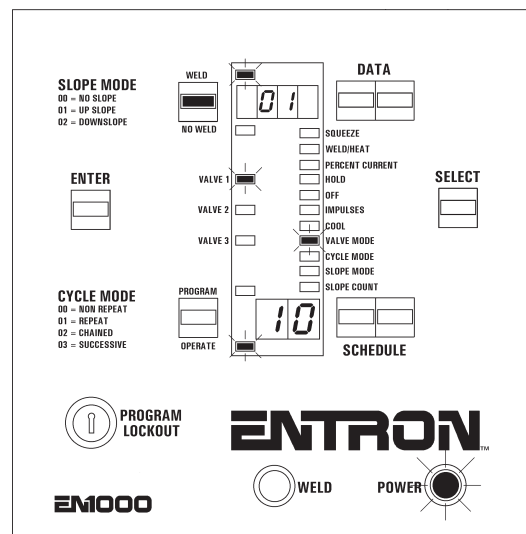 SLOPE MODE
00 = NO SLOPE
01 = UP SLOPE
02 = DOWNSLOPE
WELD
NO WELD
01
DATA
SQUEEZE
WELD/HEAT
PERCENT CURRENT
HOLD
OFF
IMPULSES
COOL
VALVE MODE
CYCLE MODE
SLOPE MODE
SLOPE COUNT
ENTER
VALVE 1
VALVE 2
VALVE 3
SELECT
CYCLE MODE
00 = NON REPEAT
01 = REPEAT
02 = CHAINED
03 = SUCCESSIVE
PROGRAM
OPERATE
10
SCHEDULE
PROGRAM
LOCKOUT
ENTRON™
WELD
POWER
EN1000